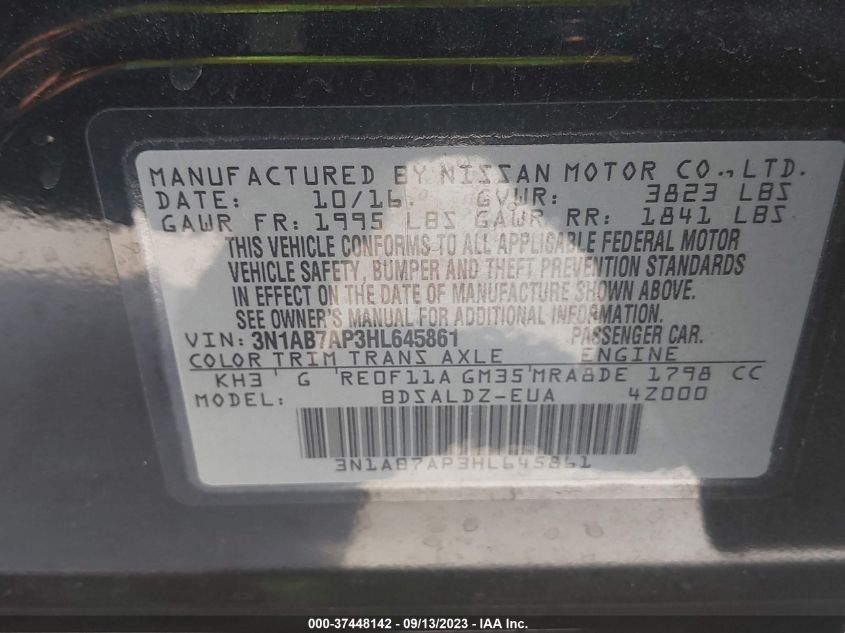 MANUFACTURED BY NISSAN MOTOR CO., LTD.
DATE: 10/16 GVWR: 3823 LBS
GAWR FR: 1995 LBS GAWR RR: 1841 LBS
THIS VEHICLE CONFORMS TO ALL APPLICABLE FEDERAL MOTOR
VEHICLE SAFETY, BUMPER AND THEFT PREVENTION STANDARDS
IN EFFECT ON THE DATE OF MANUFACTURE SHOWN ABOVE.
SEE OWNER'S MANUAL FOR ADDITIONAL INFORMATION.
VIN: 3N1AB7AP3HL645861 PASSENGER CAR.
COLOR TRIM TRANS AXLE ENGINE
KH3 G RE0F11A GM35 MRA8DE 1798 CC
MODEL: BDSALDZ-EUA 4Z000
3N1AB7AP3HL645861
000-37448142 - 09/13/2023 - IAA Inc.